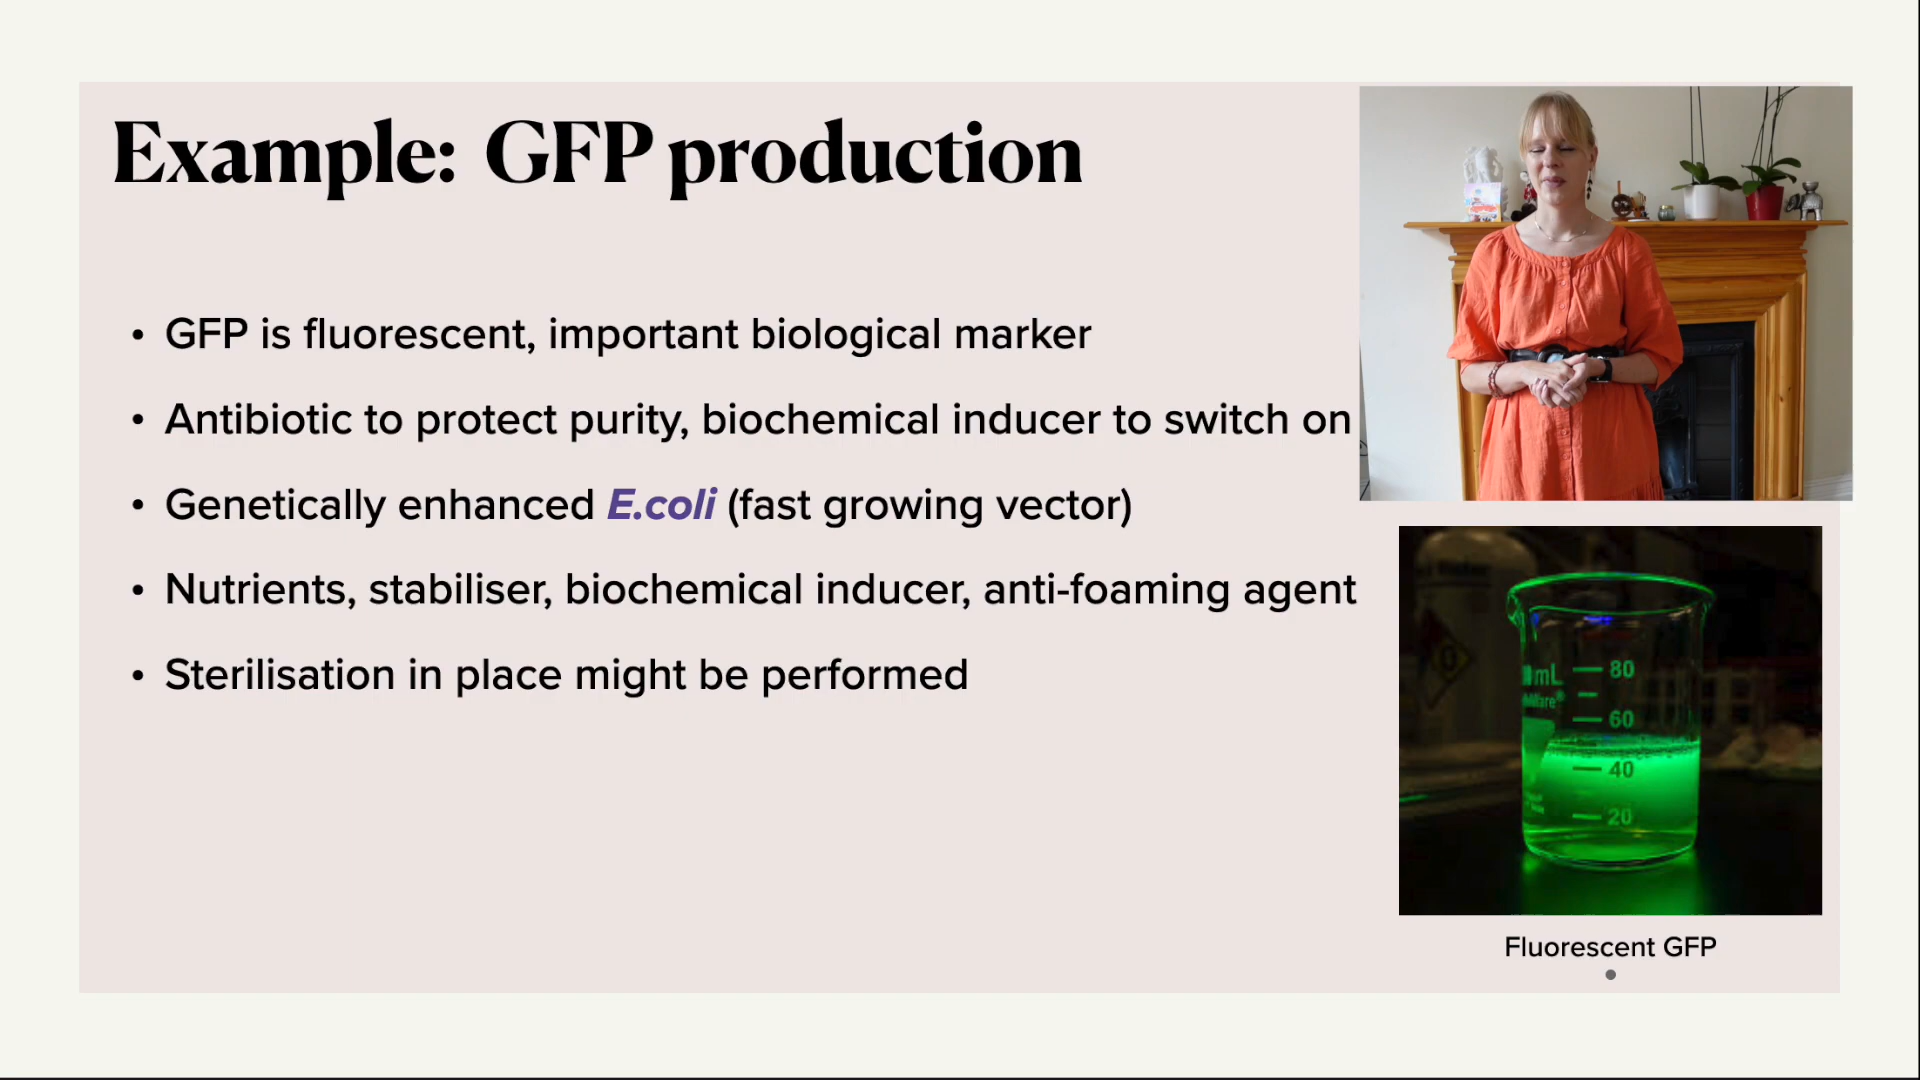 Example: GFP production
• GFP is fluorescent, important biological marker
• Antibiotic to protect purity, biochemical inducer to switch on
• Genetically enhanced E.coli (fast growing vector)
• Nutrients, stabiliser, biochemical inducer, anti-foaming agent
• Sterilisation in place might be performed
mL
80
60
40
20
Fluorescent GFP